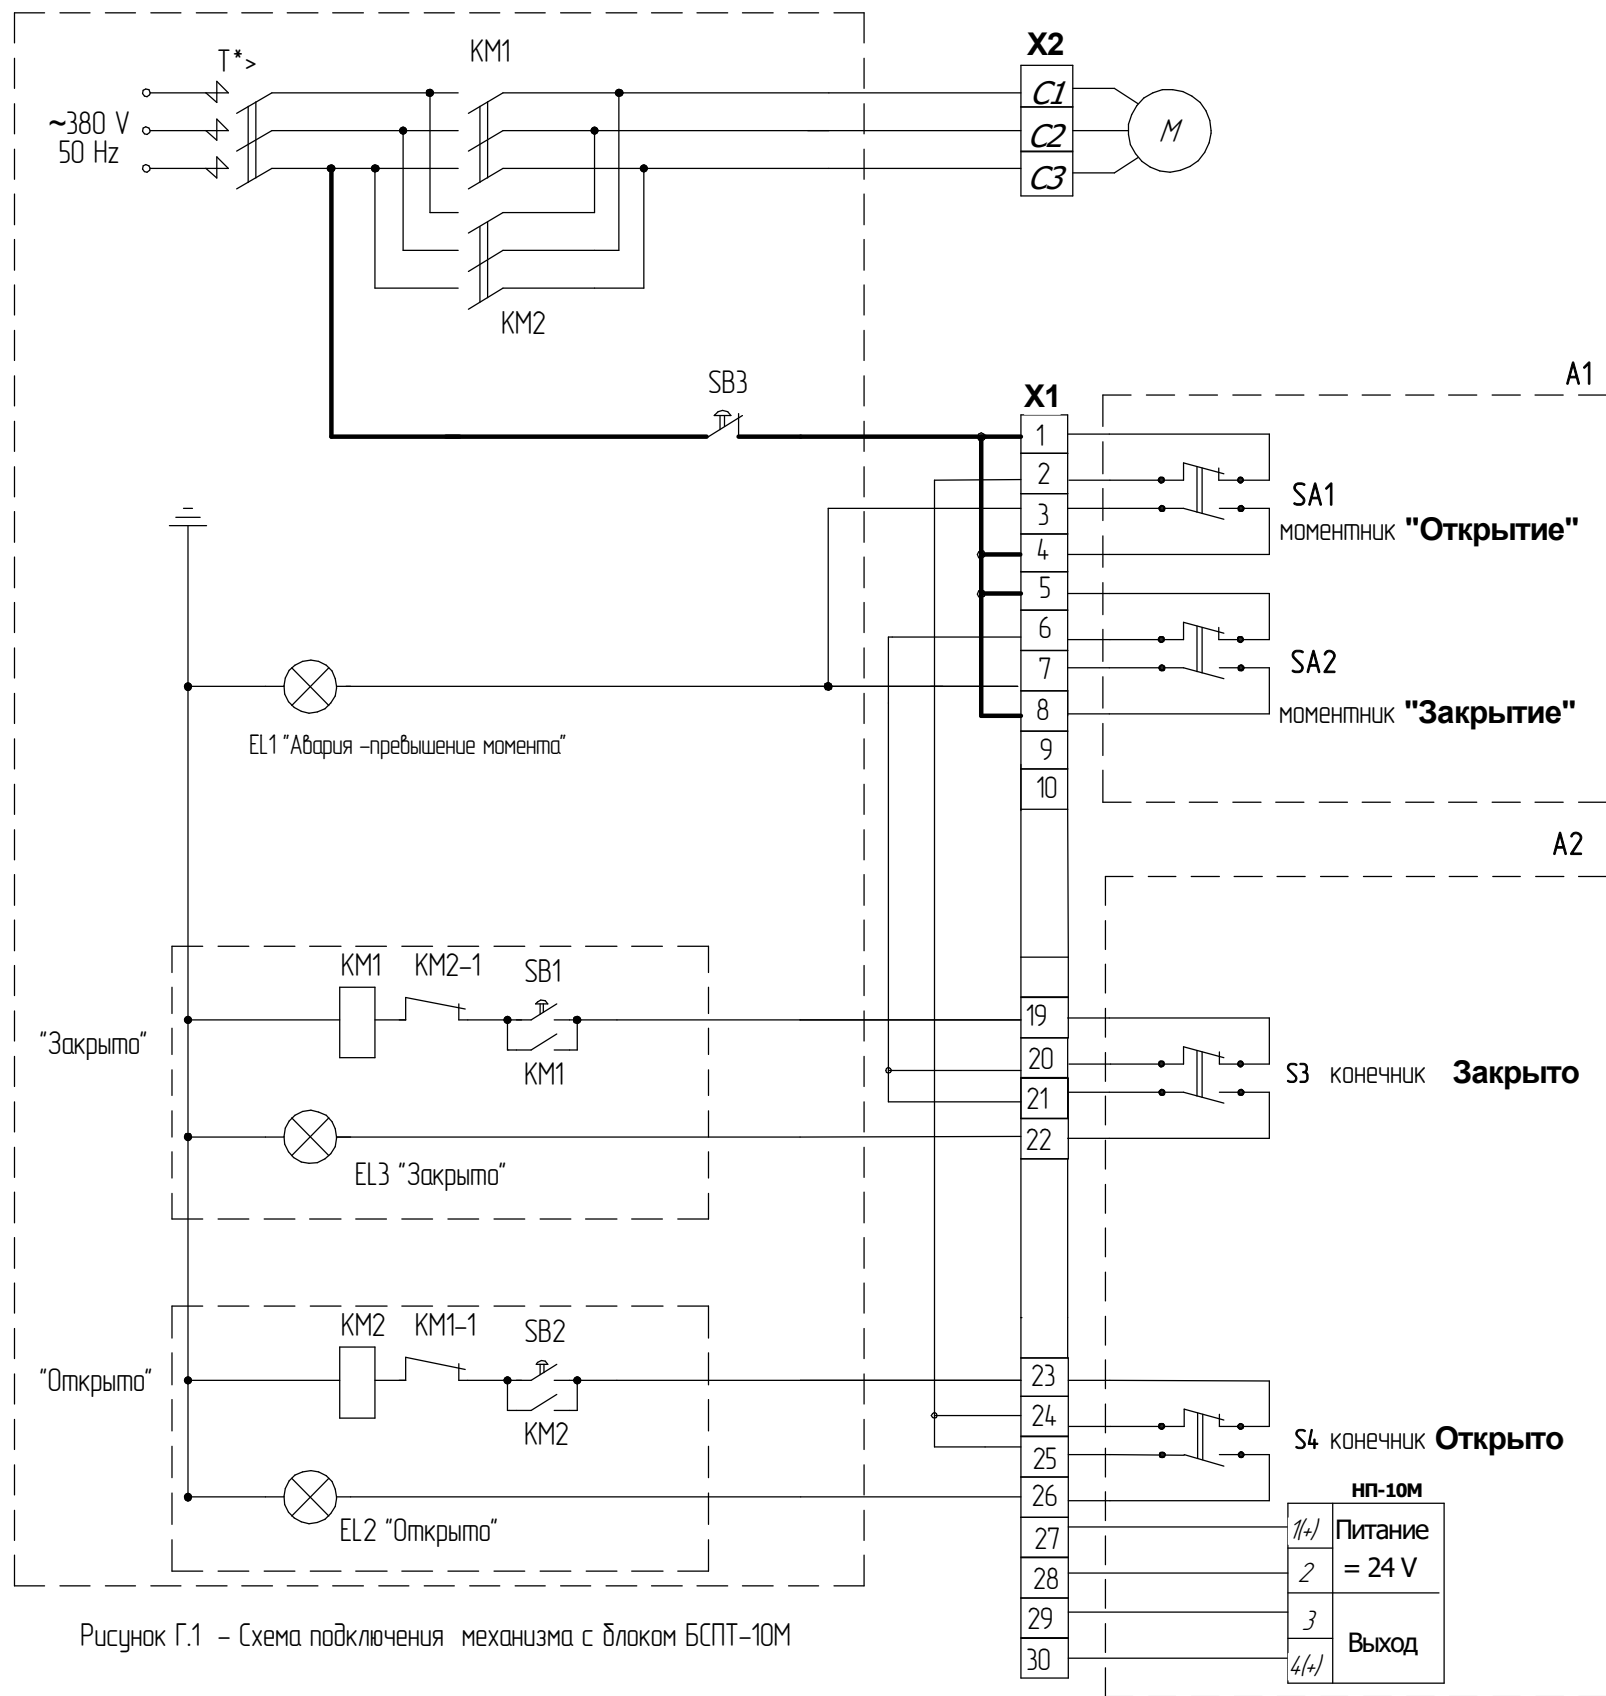 T*>
KM1
X2
~380 V
50 Hz
C1
C2
C3
M
KM2
SB3
X1
A1
1
2
3
4
5
6
7
8
9
10
SA1
моментник "Открытие"
SA2
моментник "Закрытие"
EL1 "Авария -превышение момента"
A2
KM1
KM2-1
SB1
"Закрыто"
KM1
EL3 "Закрыто"
19
20
21
22
S3 конечник Закрыто
KM2
KM1-1
SB2
"Открыто"
KM2
EL2 "Открыто"
23
24
25
26
27
28
29
30
S4 конечник Открыто
НП-10М
1(+)
2
3
4(+)
Питание
= 24 V
Выход
Рисунок Г.1 - Схема подключения механизма с блоком БСПТ-10М